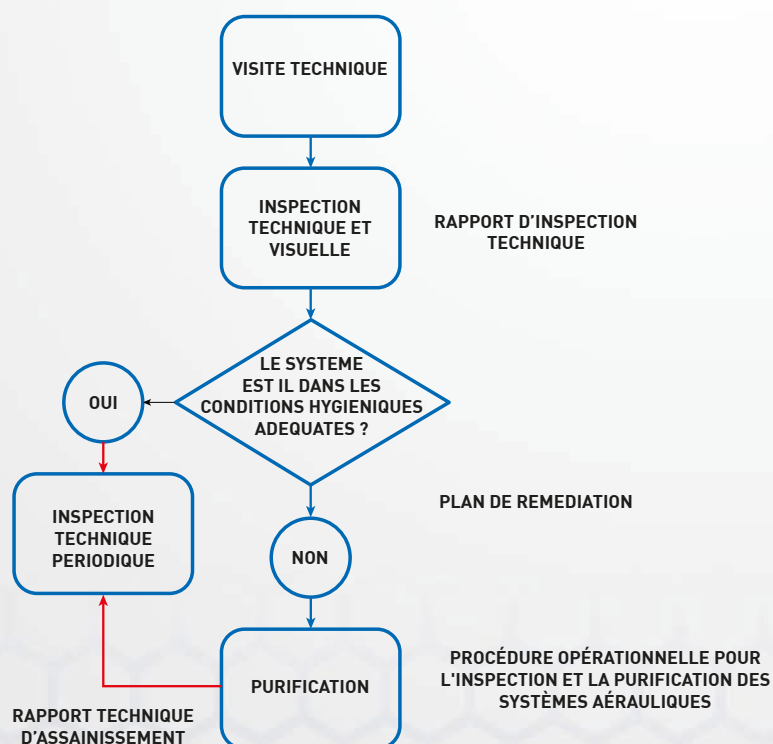 VISITE TECHNIQUE
INSPECTION
TECHNIQUE ET
VISUELLE
RAPPORT D'INSPECTION
TECHNIQUE
LE SYSTEME
EST IL DANS LES
CONDITIONS HYGIENIQUES
ADEQUATES ?
OUI
INSPECTION
TECHNIQUE
PERIODIQUE
PLAN DE REMEDIATION
NON
PURIFICATION
PROCÉDURE OPÉRATIONNELLE POUR
L'INSPECTION ET LA PURIFICATION DES
SYSTÈMES AÉRAULIQUES
RAPPORT TECHNIQUE
D'ASSAINISSEMENT